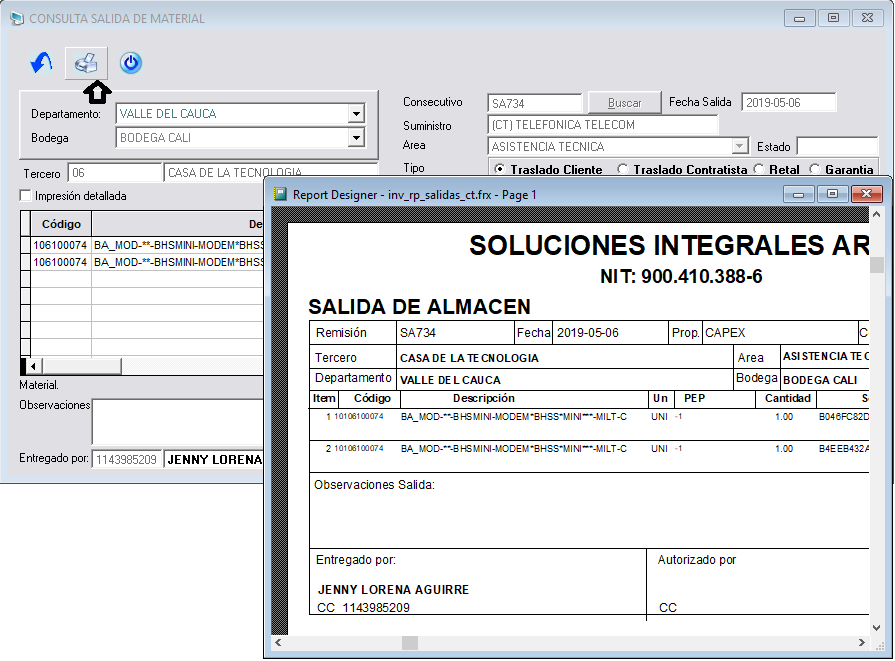 CONSULTA SALIDA DE MATERIAL
Departamento: VALLE DEL CAUCA
Bodega BODEGA CALI
Consecutivo SA734 Buscar Fecha Salida 2019-05-06
Suministro (CT) TELEFONICA TELECOM
Area ASISTENCIA TECNICA Estado
Tipo Traslado Cliente Traslado Contratista Retal Garantia
Tercero 06 CASA DE LA TECNOLOGIA
Impresión detallada
Código De
106100074 BA_MOD-**-BHSMINI-MODEM*BHSS
106100074 BA_MOD-**-BHSMINI-MODEM*BHSS
Material.
Observaciones
Entregado por: 1143985209 JENNY LORENA
Report Designer - inv_rp_salidas_ct.frx - Page 1
SOLUCIONES INTEGRALES AR
NIT: 900.410.388-6
SALIDA DE ALMACEN
Remisión SA734 Fecha 2019-05-06 Prop. CAPEX C
Tercero CASA DE LA TECNOLOGIA Area ASISTENCIA TEC
Departamento VALLE DEL CAUCA Bodega BODEGA CALI
Item Código Descripción Un PEP Cantidad S
1 10106100074 BA_MOD-**-BHSMINI-MODEM*BHSS*MINI***-MILT-C UNI -1 1.00 B046FC82D
2 10106100074 BA_MOD-**-BHSMINI-MODEM*BHSS*MINI***-MILT-C UNI -1 1.00 B4EEB432A
Observaciones Salida:
Entregado por: Autorizado por
JENNY LORENA AGUIRRE
CC 1143985209 CC